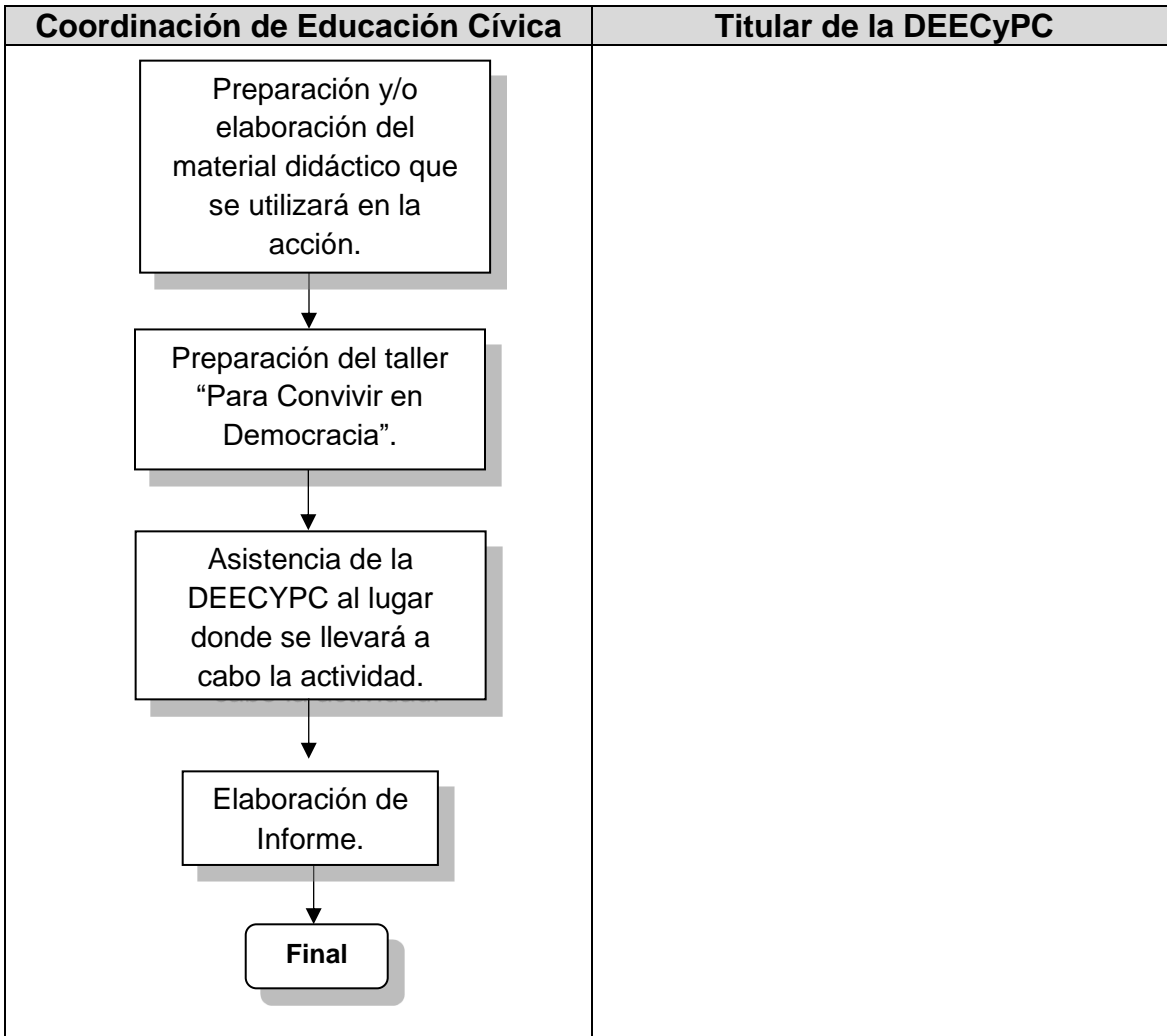 Coordinación de Educación Cívica
Titular de la DEECyPC
Preparación y/o
elaboración del
material didáctico que
se utilizará en la
acción.
Preparación del taller
“Para Convivir en
Democracia”.
Asistencia de la
DEECYPC al lugar
donde se llevará a
cabo la actividad.
Elaboración de
Informe.
Final